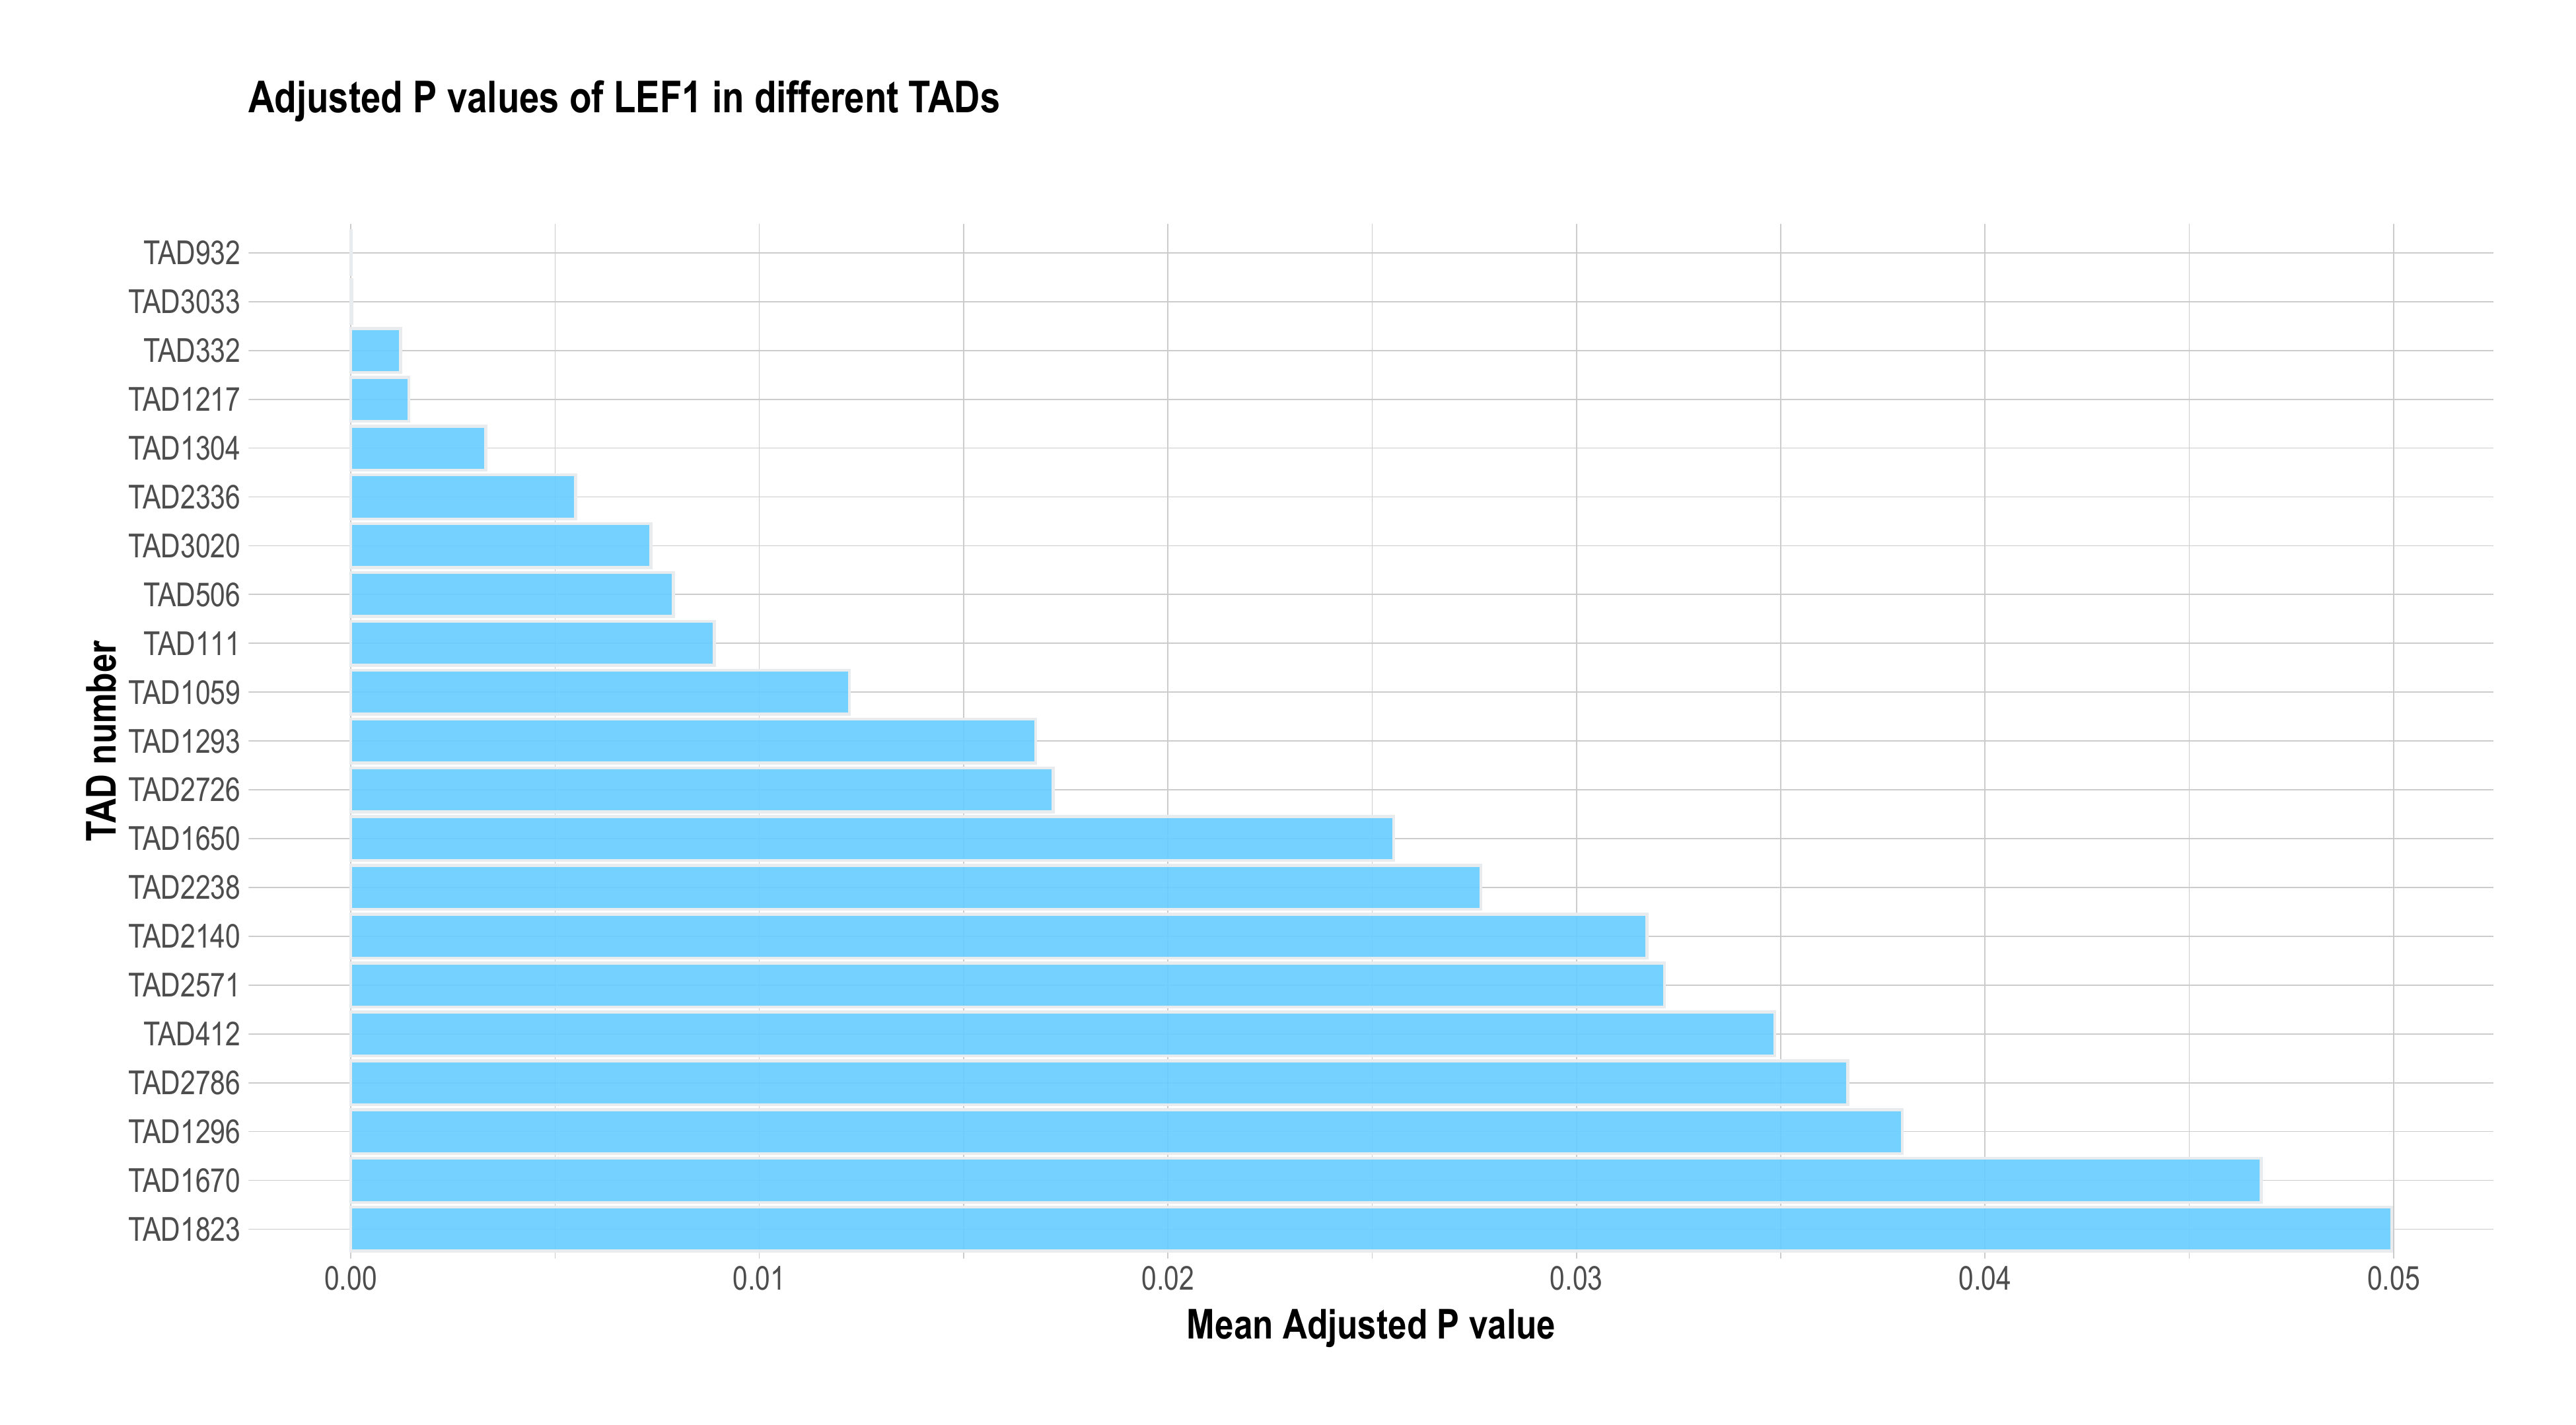 Adjusted P values of LEF1 in different TADs
TAD number
TAD932
TAD3033
TAD332
TAD1217
TAD1304
TAD2336
TAD3020
TAD506
TAD111
TAD1059
TAD1293
TAD2726
TAD1650
TAD2238
TAD2140
TAD2571
TAD412
TAD2786
TAD1296
TAD1670
TAD1823
0.00 0.01 0.02 0.03 0.04 0.05
Mean Adjusted P value